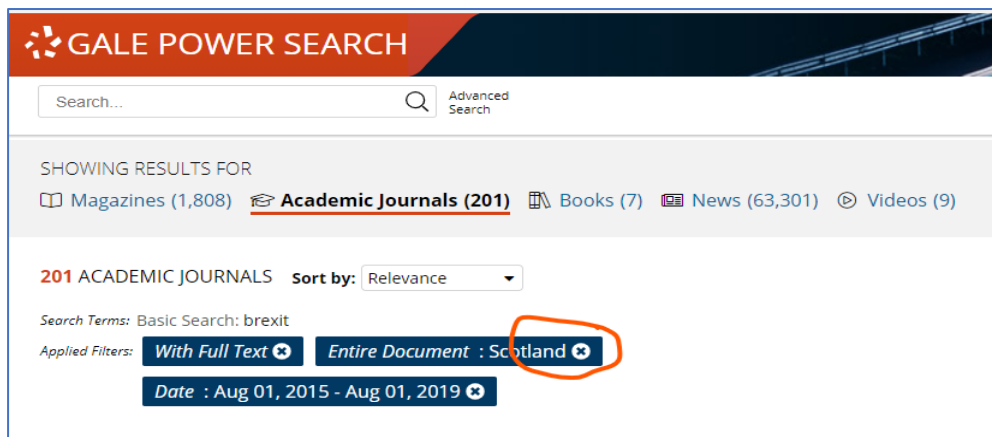 GALE POWER SEARCH
Search... Advanced
Search
SHOWING RESULTS FOR
Magazines (1,808) Academic Journals (201) Books (7) News (63,301) Videos (9)
201 ACADEMIC JOURNALS Sort by: Relevance
Search Terms: Basic Search: brexit
Applied Filters: With Full Text Entire Document : Scotland
Date : Aug 01, 2015 - Aug 01, 2019